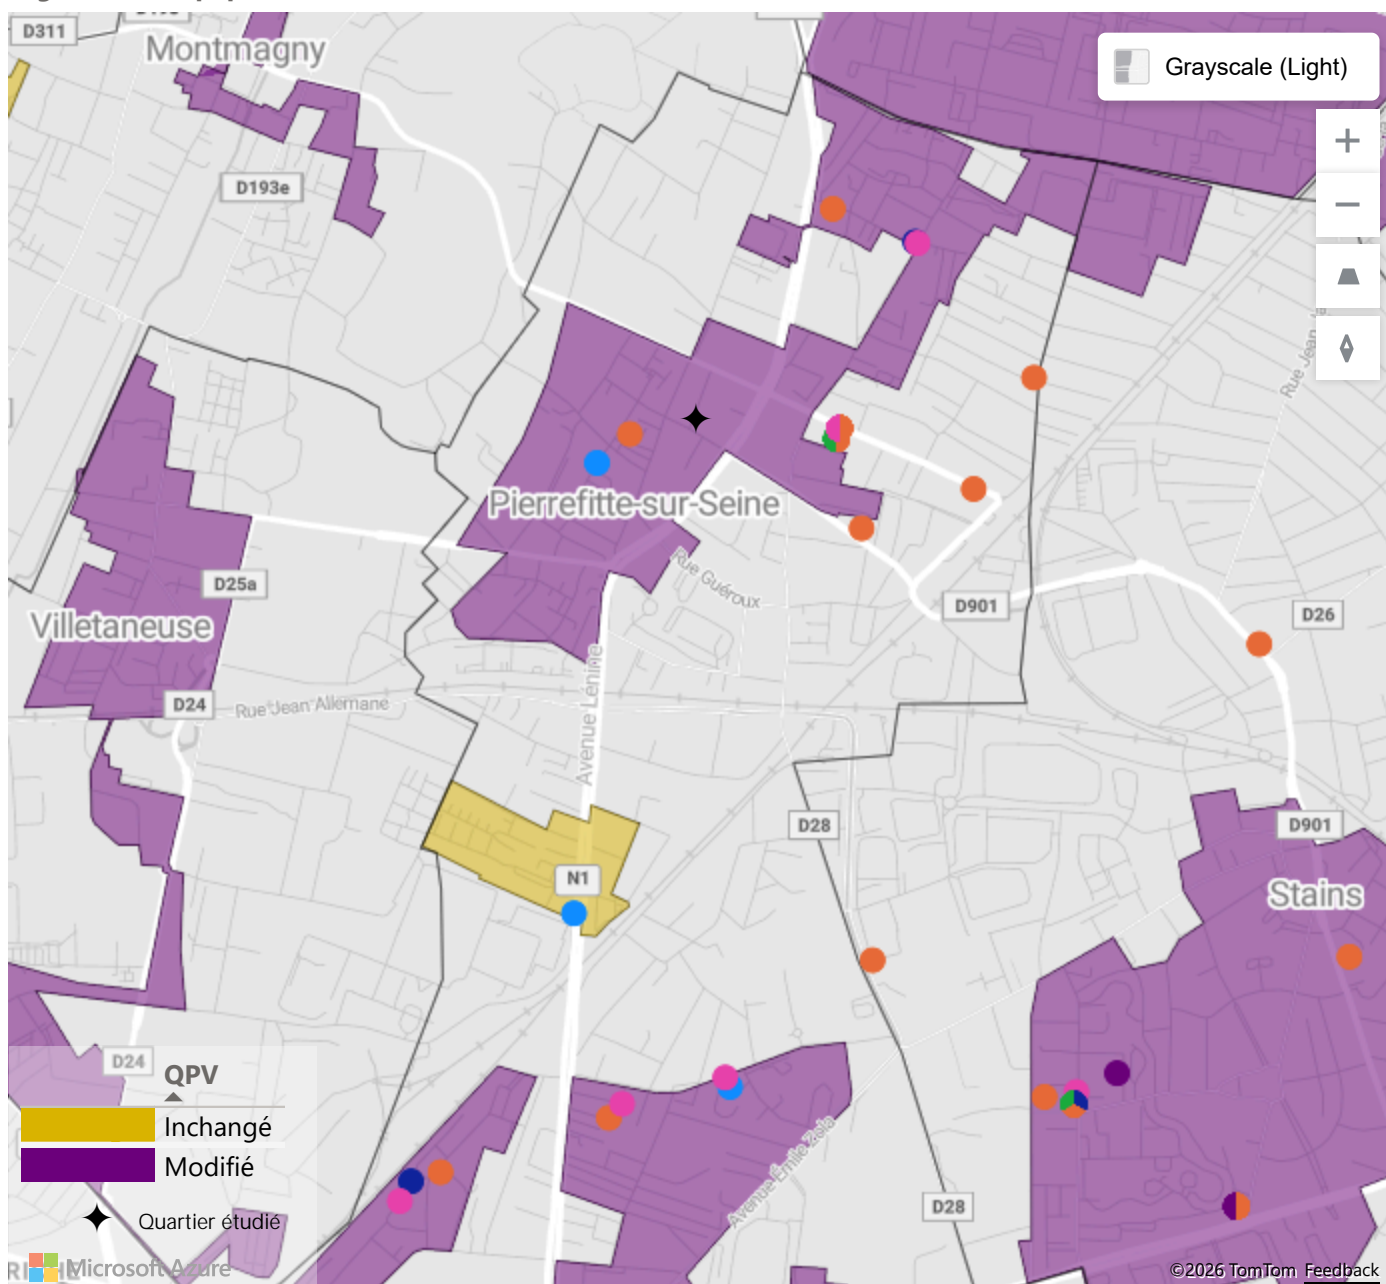 D311
Montmagny
Grayscale (Light)
D193e
Rue Jean
Pierrefitte-sur-Seine
Rue Guéroux
D25a
D901
D26
Villetaneuse
D24
Rue Jean Allemane
Avenue Lénine
D28
D901
N1
Stains
D24
QPV
Inchangé
Modifié
Avenue Émile Zola
D28
Quartier étudié
Microsoft Azure
©2026 TomTom Feedback